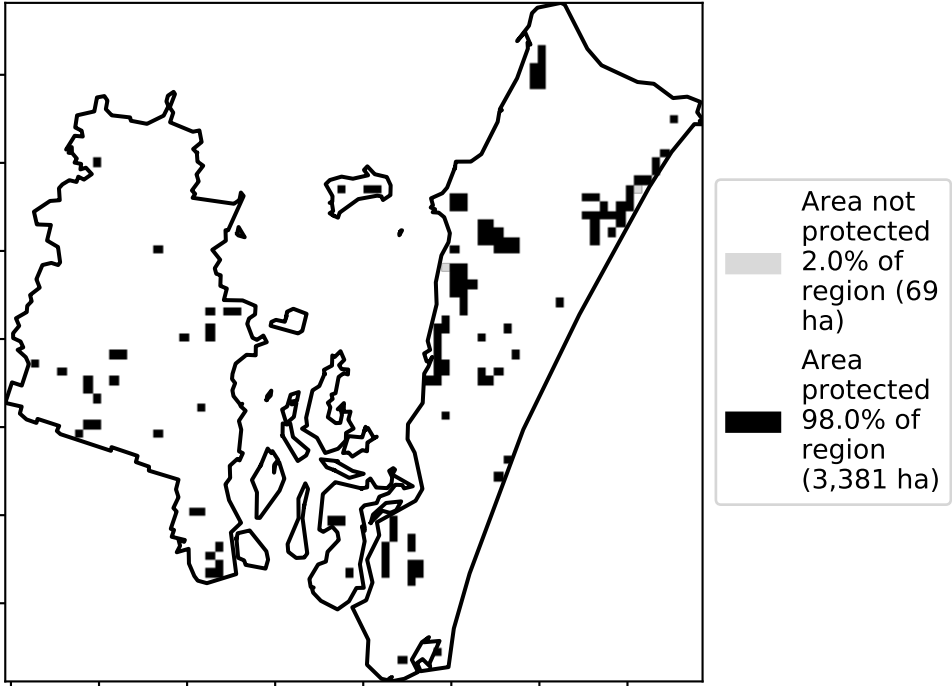 Area not
protected
2.0% of
region (69
ha)
Area
protected
98.0% of
region
(3,381 ha)